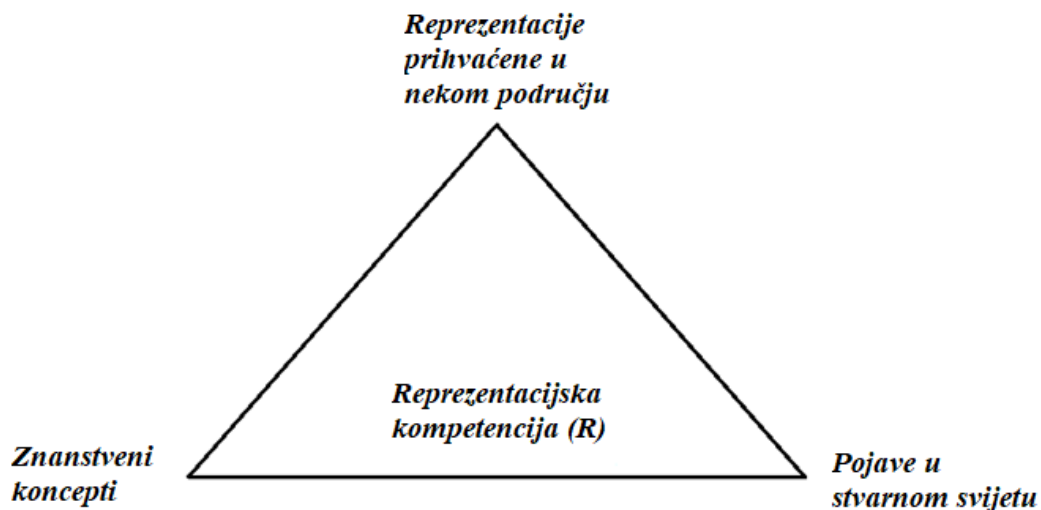 Reprezentacije
prihvaćene u
nekom području
Reprezentacijska
kompetencija (R)
Znanstveni
koncepti
Pojave u
stvarnom svijetu